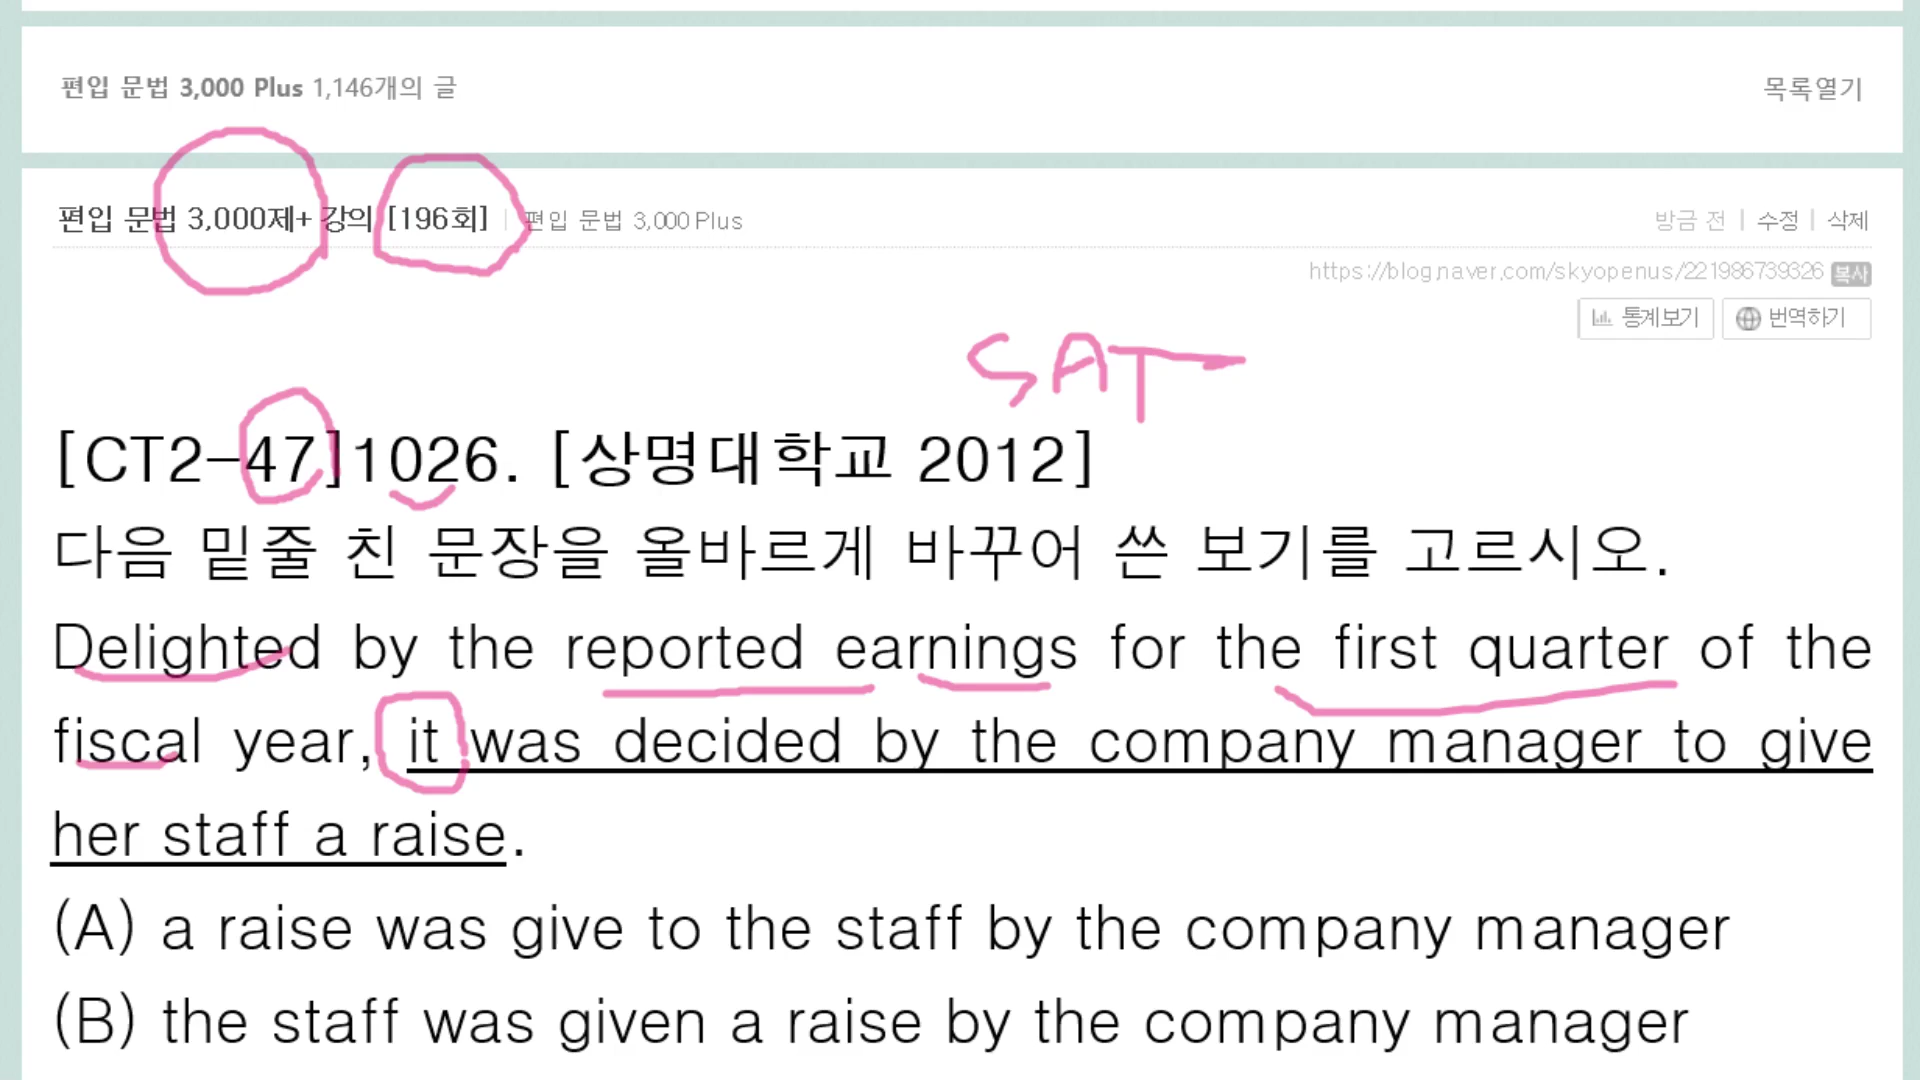 편입 문법 3,000 Plus 1,146개의 글
목록열기
편입 문법 3,000제+ 강의 [196회] | 편입 문법 3,000 Plus
방금 전 | 수정 | 삭제
https://blog.naver.com/skyopenus/221986739326 복사
통계보기 번역하기
SAT
[CT2-47]1026. [상명대학교 2012]
다음 밑줄 친 문장을 올바르게 바꾸어 쓴 보기를 고르시오.
Delighted by the reported earnings for the first quarter of the
fiscal year, it was decided by the company manager to give
her staff a raise.
(A) a raise was give to the staff by the company manager
(B) the staff was given a raise by the company manager